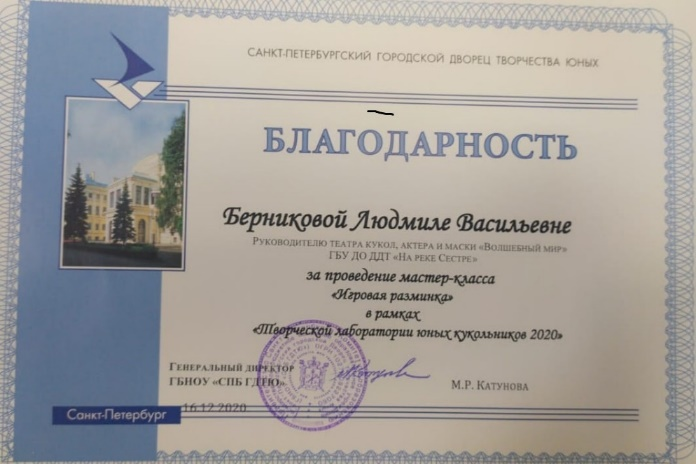 САНКТ-ПЕТЕРБУРГСКИЙ ГОРОДСКОЙ ДВОРЕЦ ТВОРЧЕСТВА ЮНЫХ
БЛАГОДАРНОСТЬ
Берниковой Людмиле Васильевне
РУКОВОДИТЕЛЮ ТЕАТРА КУКОЛ, АКТЕРА И МАСКИ «ВОЛШЕБНЫЙ МИР»
ГБУ ДО ДДТ «НА РЕКЕ СЕСТРЕ»
за проведение мастер-класса
«Игровая разминка»
в рамках
«Творческой лаборатории юных кукольников 2020»
ГЕНЕРАЛЬНЫЙ ДИРЕКТОР
ГБНОУ «СПБ ГДТЮ»
М.Р. КАТУНОВА
16.12.2020
Санкт-Петербург